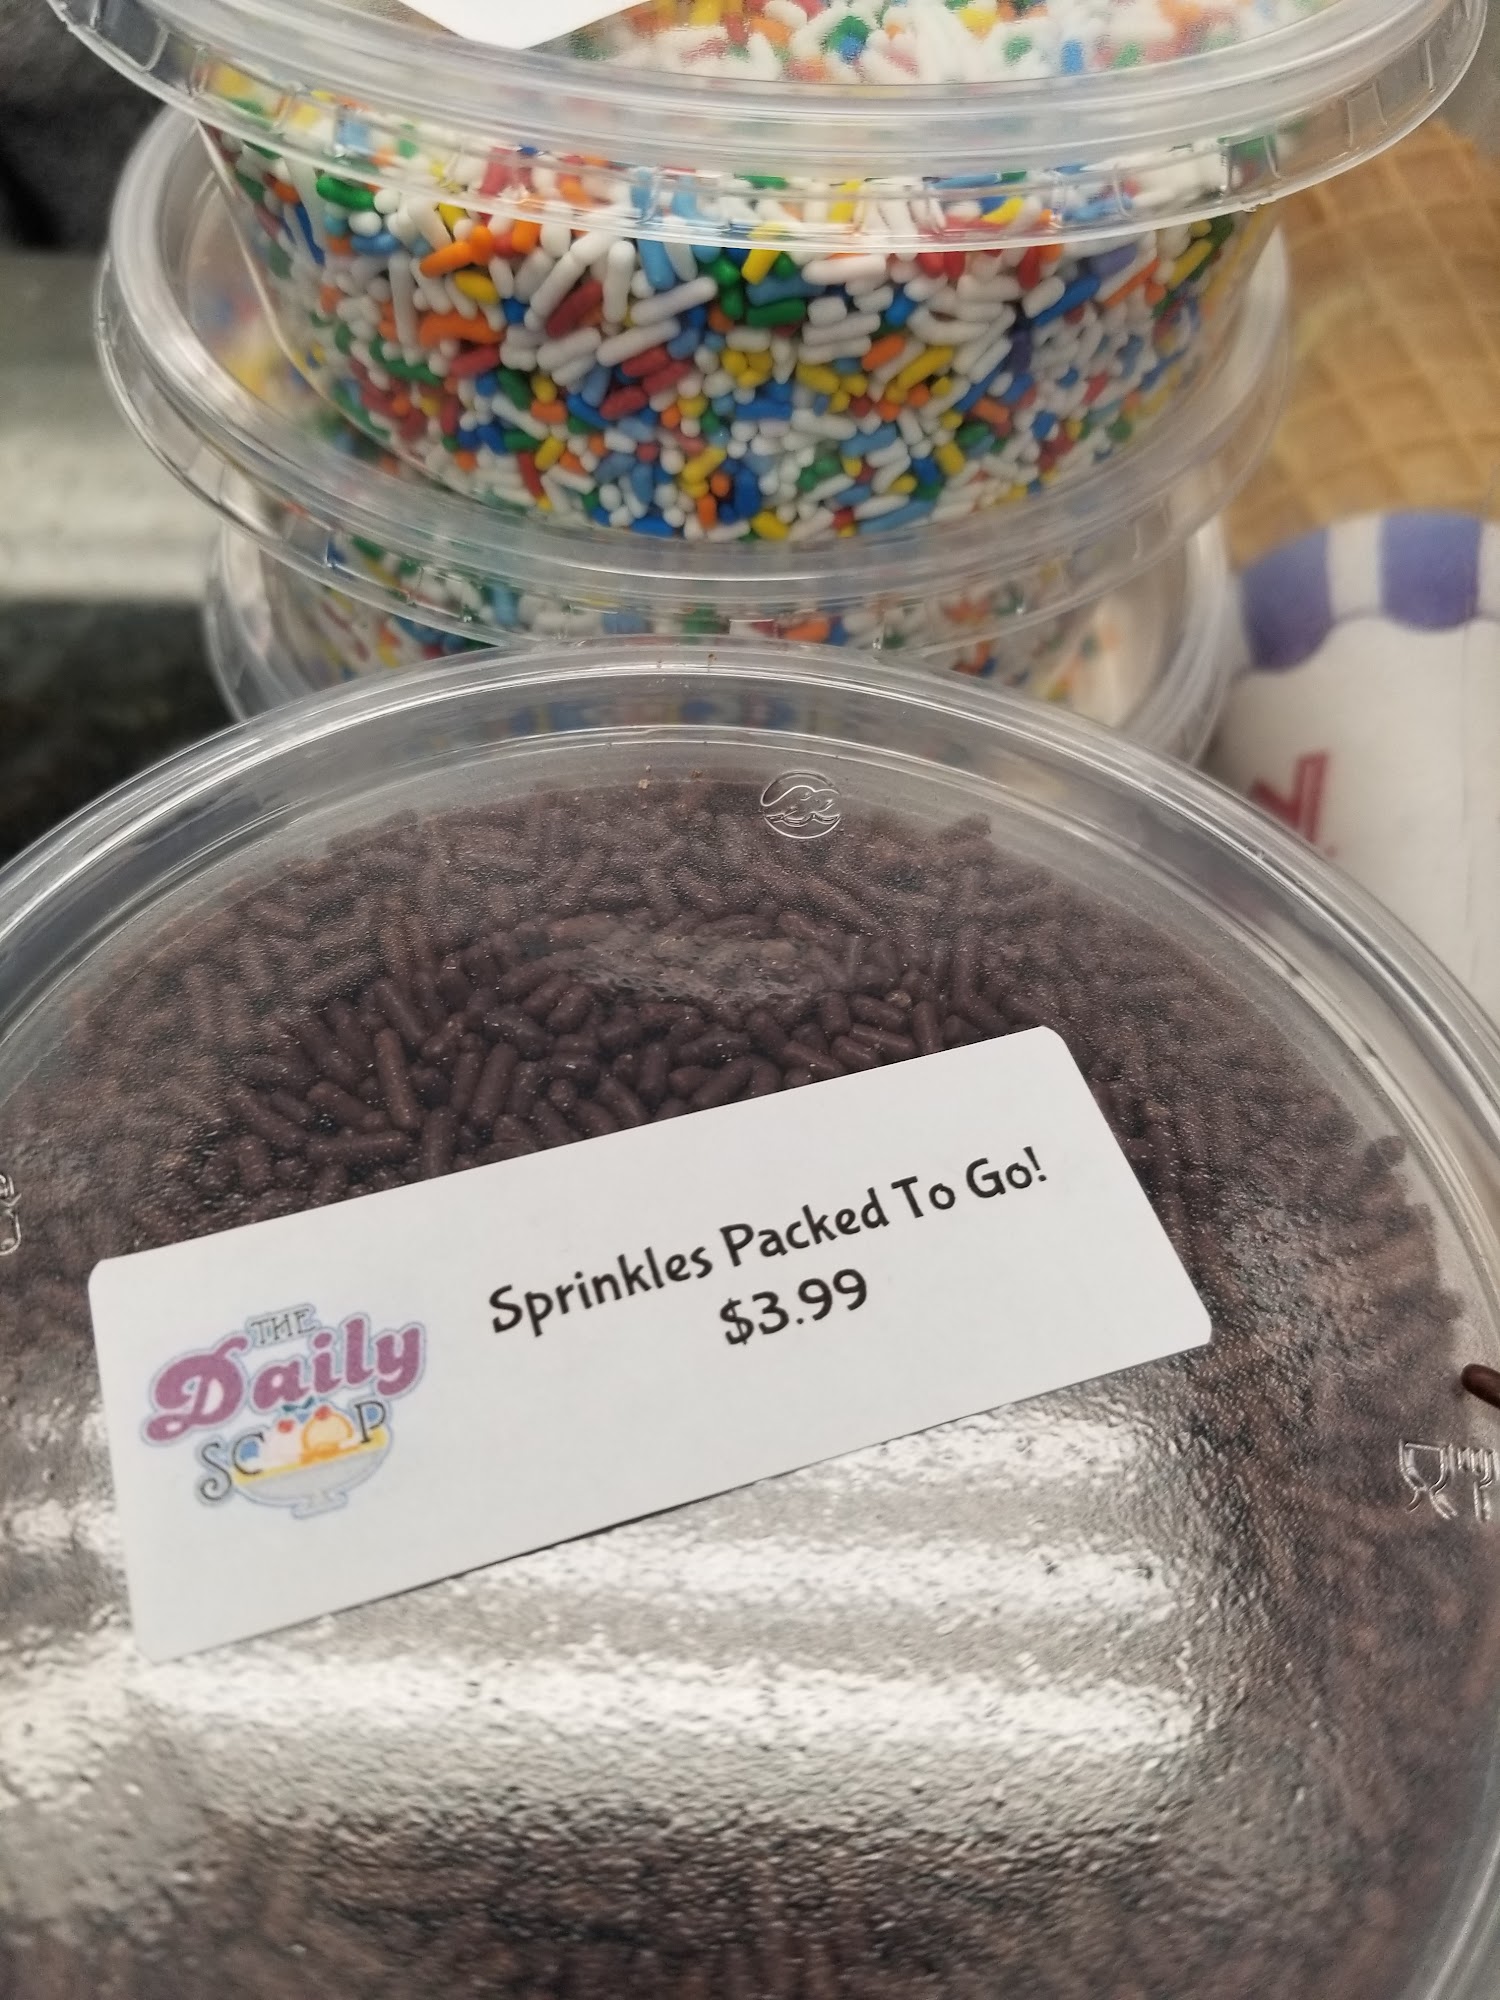 Sprinkles Packed To Go!
$3.99
THE
Daily
SCOOP